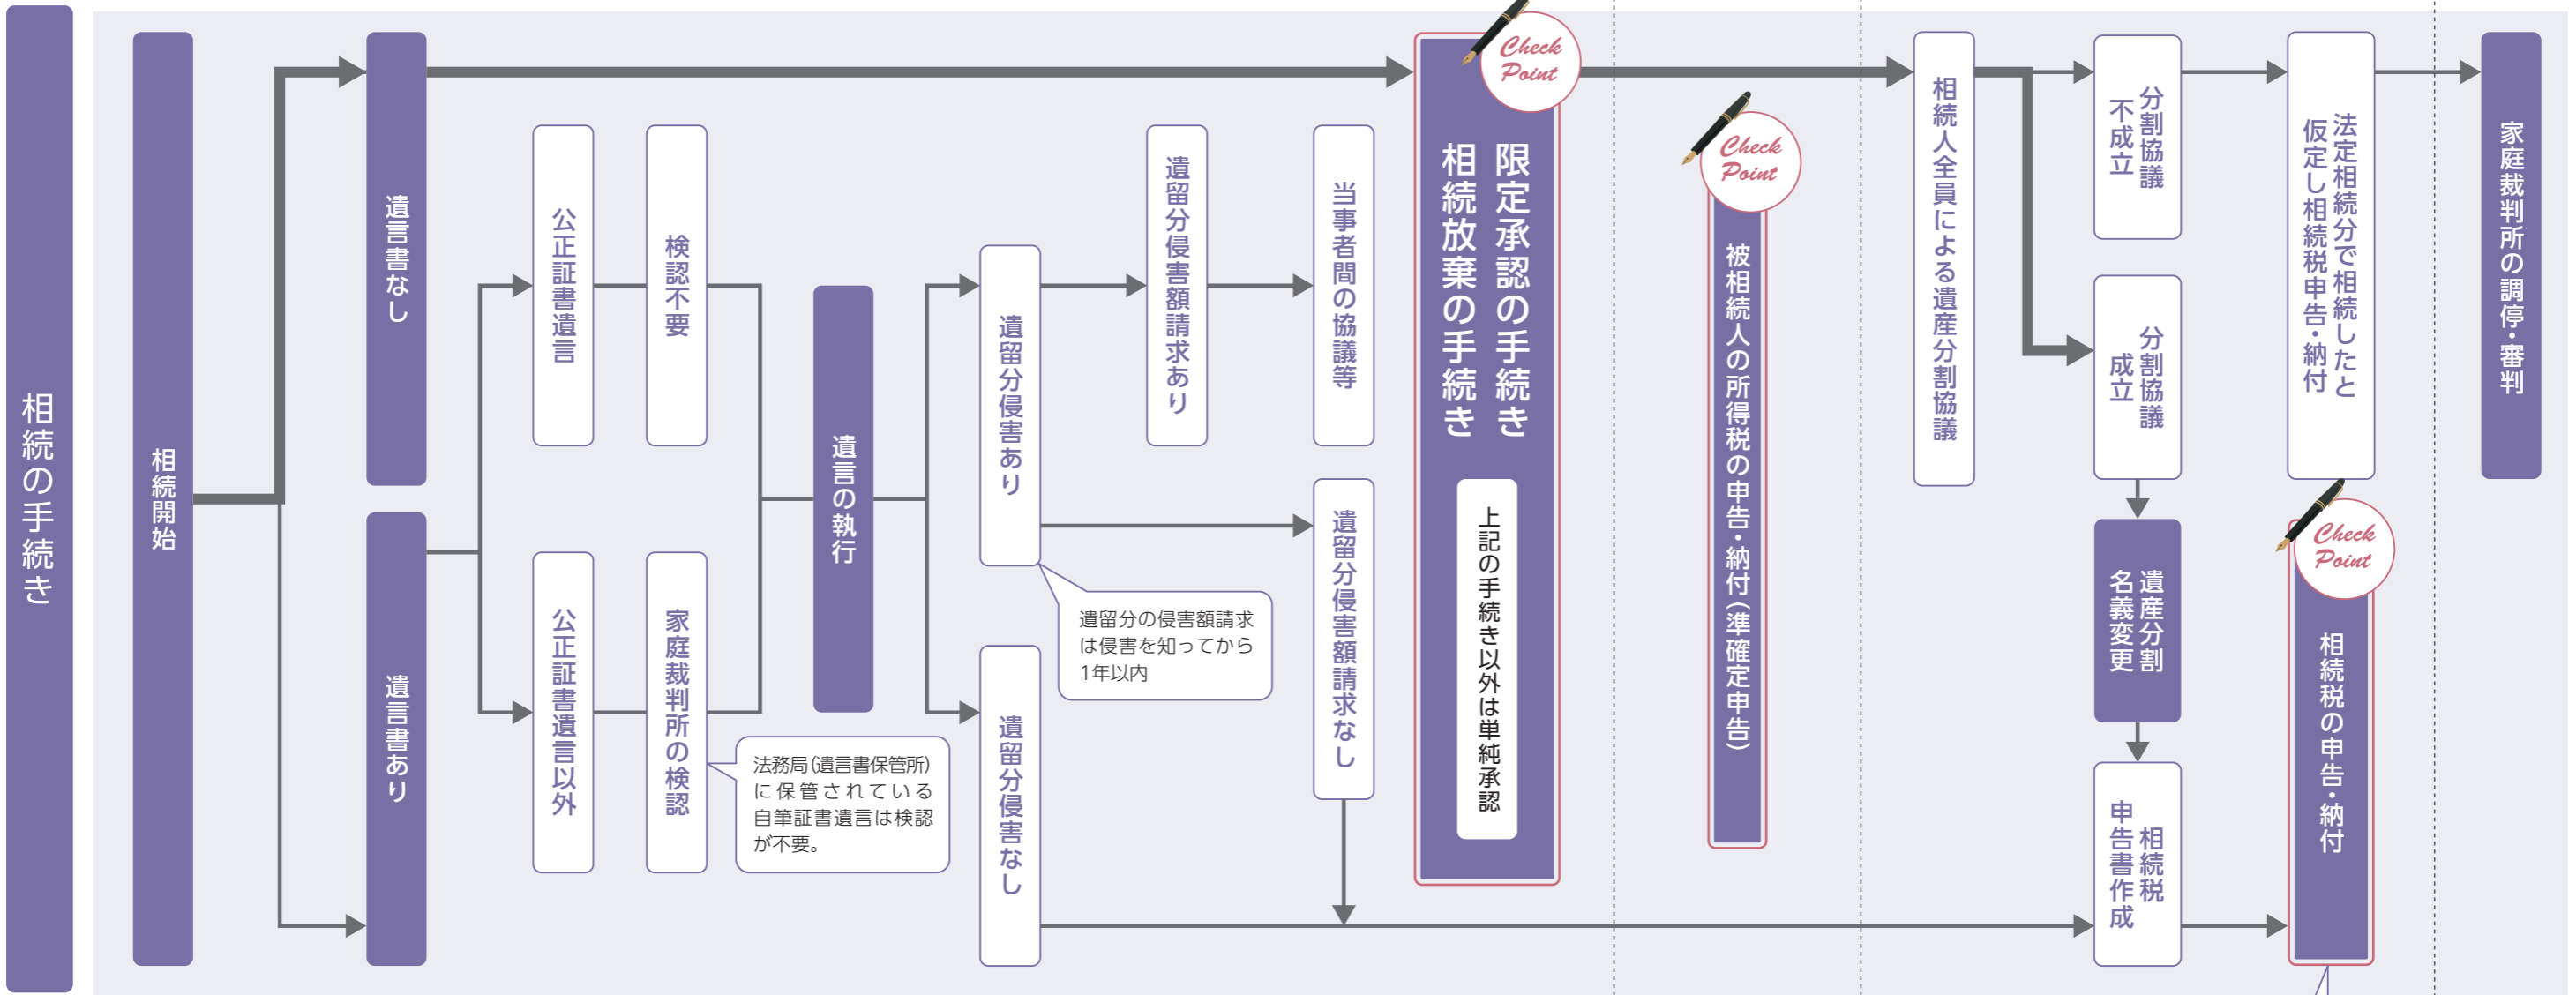 相続の手続き
相続開始
遺言書なし
遺言書あり
公正証書遺言
検認不要
公正証書遺言以外
家庭裁判所の検認
法務局(遺言書保管所)
に保管されている
自筆証書遺言は検認
が不要。
遺言の執行
遺留分侵害あり
遺留分の侵害額請求
は侵害を知ってから
1年以内
遺留分侵害なし
遺留分侵害額請求あり
当事者間の協議等
遺留分侵害額請求なし
Check
Point
限定承認の手続き
相続放棄の手続き
上記の手続き以外は単純承認
Check
Point
被相続人の所得税の申告・納付(準確定申告)
相続人全員による遺産分割協議
分割協議
不成立
法定相続分で相続したと
仮定し相続税申告・納付
家庭裁判所の調停・審判
分割協議
成立
遺産分割
名義変更
相続税
申告書作成
Check
Point
相続税の申告・納付